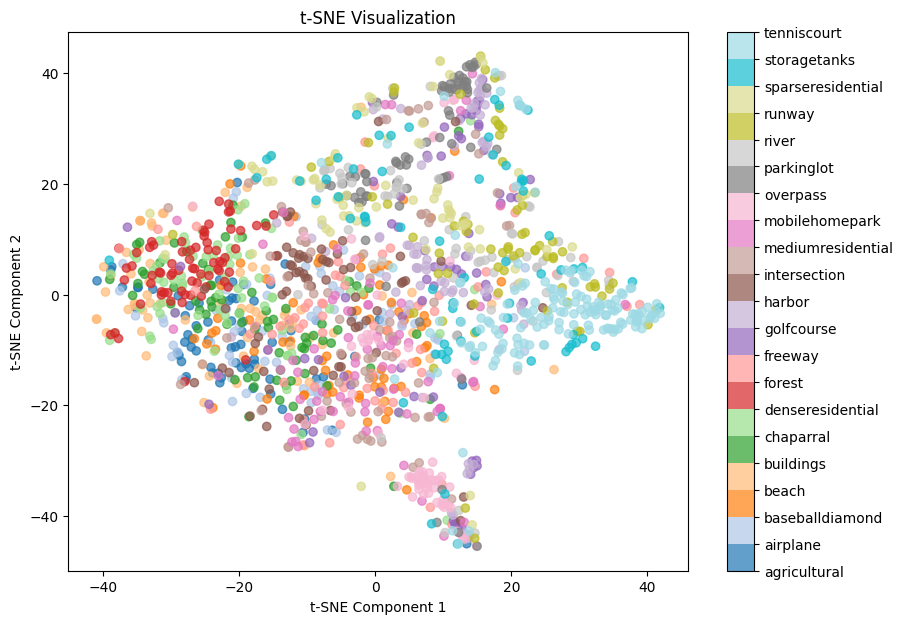 t-SNE Visualization
t-SNE Component 2
40
20
0
−20
−40
−40
−20
0
20
40
t-SNE Component 1
tenniscourt
storagetanks
sparseresidential
runway
river
parkinglot
overpass
mobilehomepark
mediumresidential
intersection
harbor
golfcourse
freeway
forest
denseresidential
chaparral
buildings
beach
baseballdiamond
airplane
agricultural